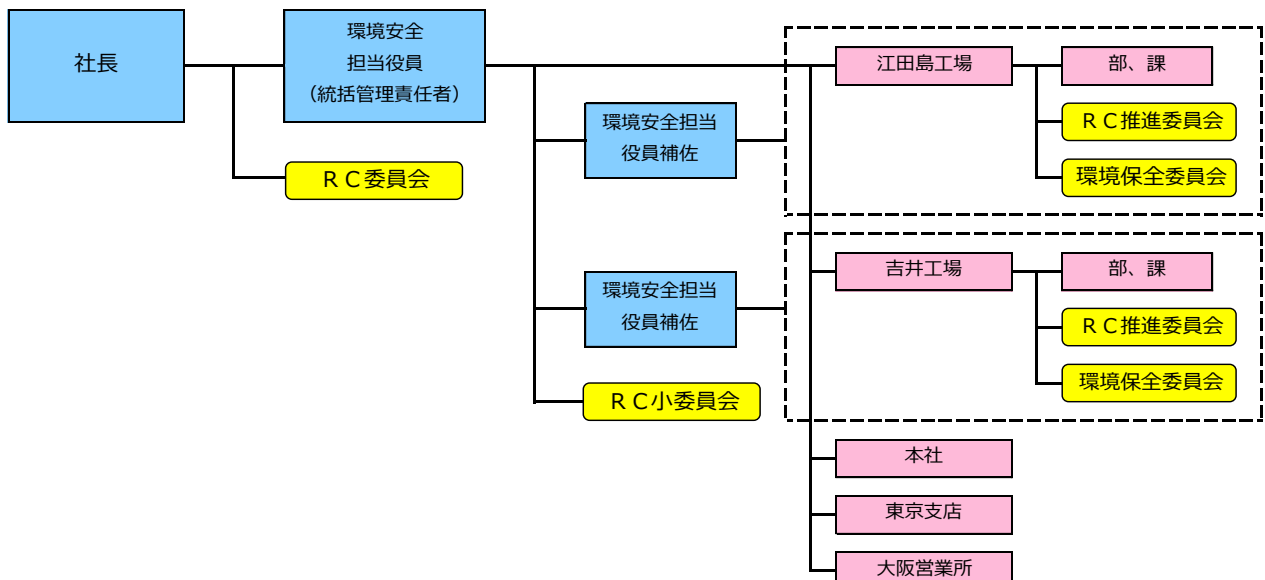 社長
環境安全
担当役員
（統括管理責任者）
ＲＣ委員会
環境安全担当
役員補佐
環境安全担当
役員補佐
ＲＣ小委員会
江田島工場
部、課
ＲＣ推進委員会
環境保全委員会
吉井工場
部、課
ＲＣ推進委員会
環境保全委員会
本社
東京支店
大阪営業所